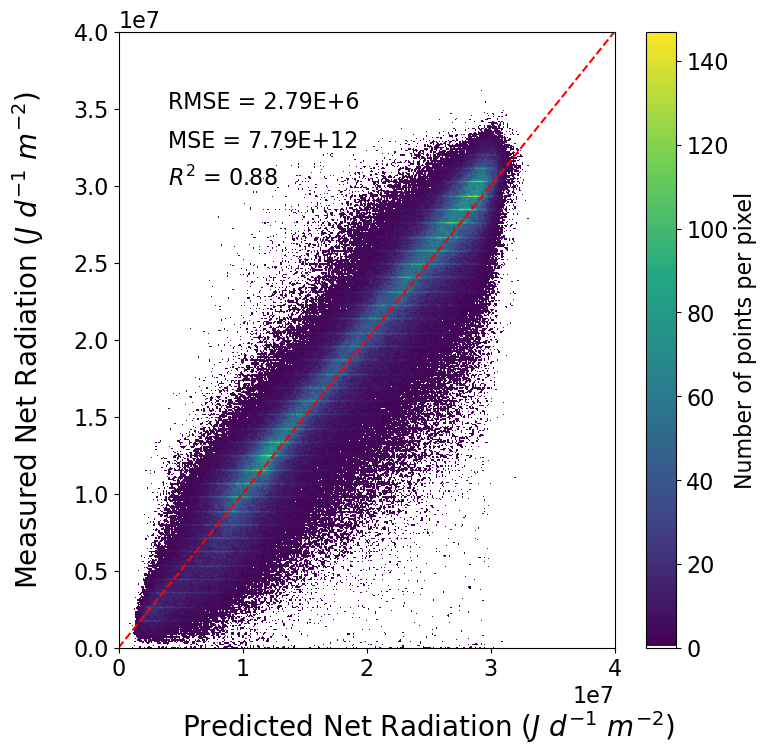 1e7
4.0
3.5
3.0
2.5
2.0
1.5
1.0
0.5
0.0
Measured Net Radiation (J d⁻¹ m⁻²)
RMSE = 2.79E+6
MSE = 7.79E+12
R² = 0.88
0 1 2 3 4
1e7
Predicted Net Radiation (J d⁻¹ m⁻²)
140
120
100
80
60
40
20
0
Number of points per pixel